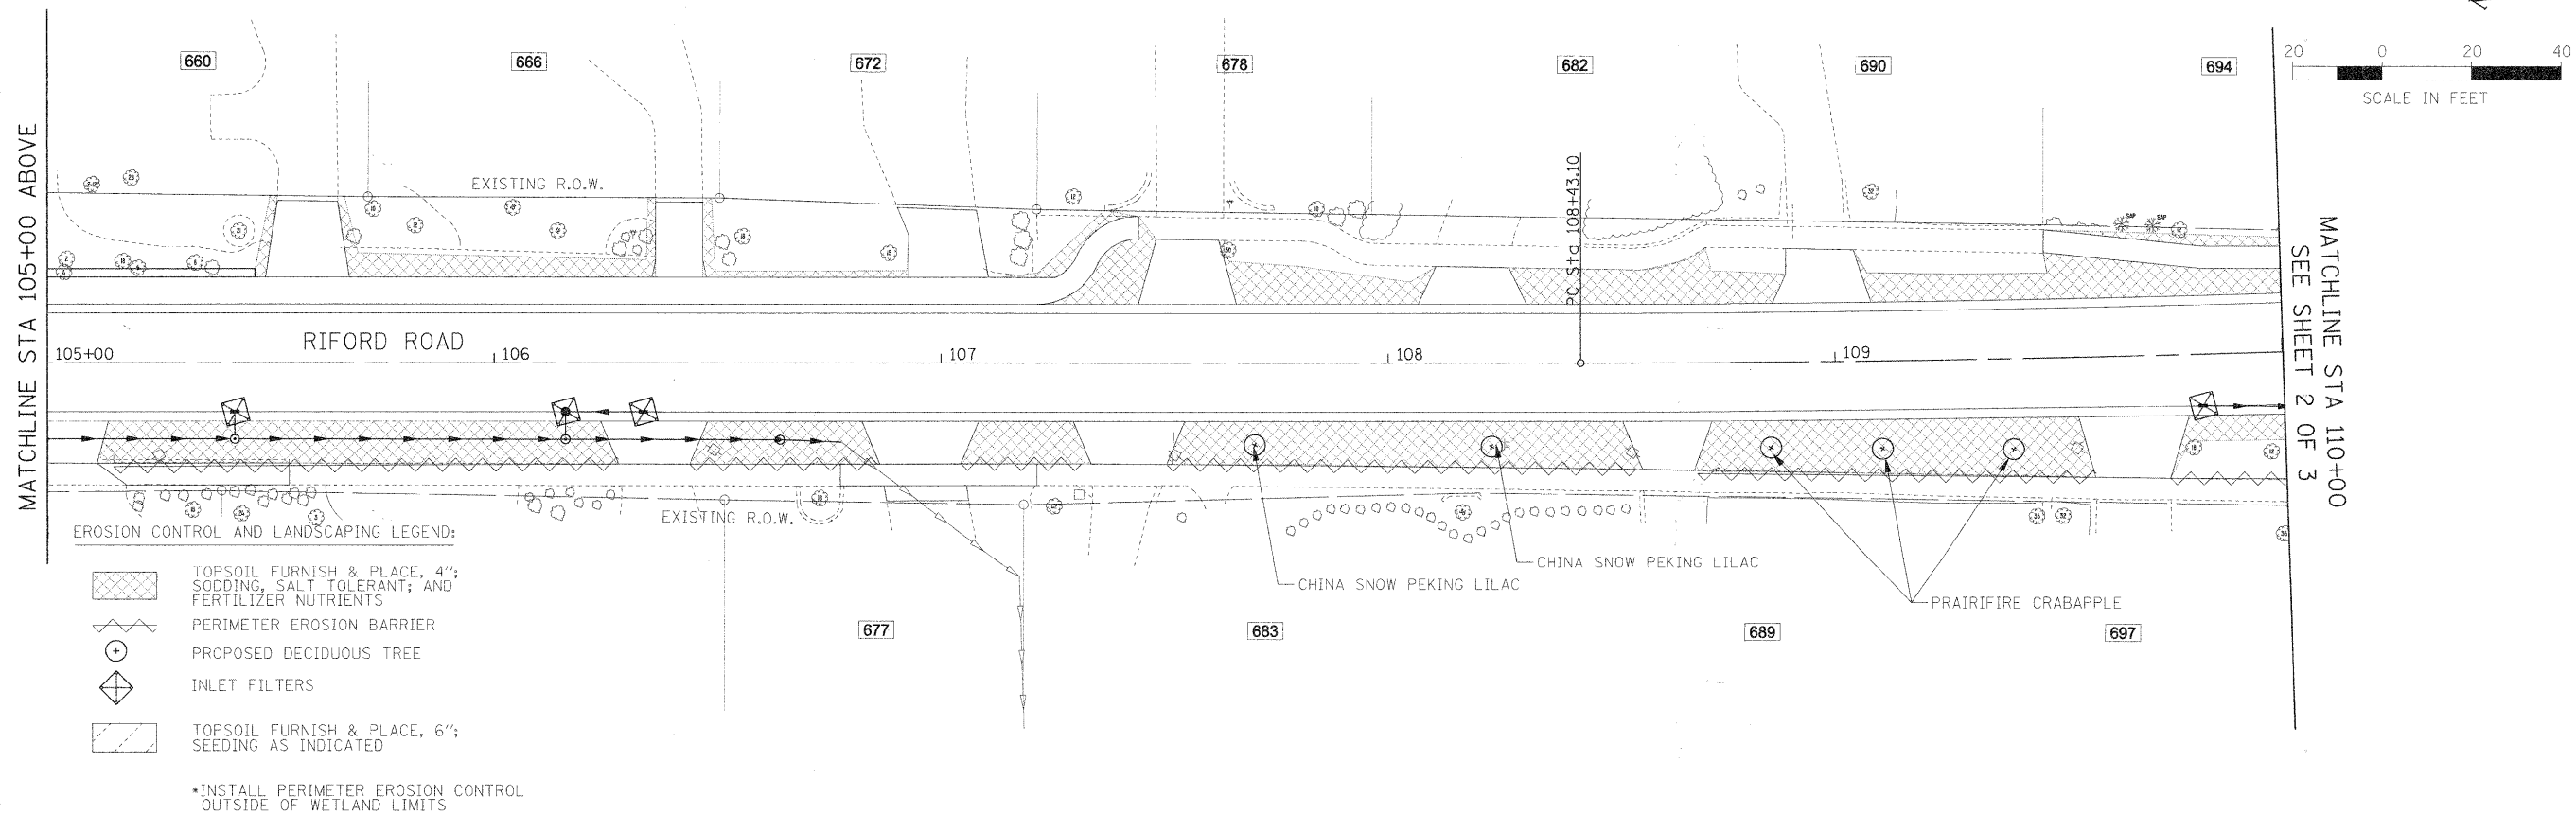 660
666
672
678
682
690
694
20 0 20 40
SCALE IN FEET
MATCHLINE STA 105+00 ABOVE
EXISTING R.O.W.
PC Sta 108+43.10
MATCHLINE STA 110+00
SEE SHEET 2 OF 3
RIFORD ROAD
105+00
106
107
108
109
EXISTING R.O.W.
CHINA SNOW PEKING LILAC
CHINA SNOW PEKING LILAC
PRAIRIFIRE CRABAPPLE
677
683
689
697
EROSION CONTROL AND LANDSCAPING LEGEND:
TOPSOIL FURNISH & PLACE, 4";
SODDING, SALT TOLERANT; AND
FERTILIZER NUTRIENTS
PERIMETER EROSION BARRIER
PROPOSED DECIDUOUS TREE
INLET FILTERS
TOPSOIL FURNISH & PLACE, 6";
SEEDING AS INDICATED
*INSTALL PERIMETER EROSION CONTROL
OUTSIDE OF WETLAND LIMITS